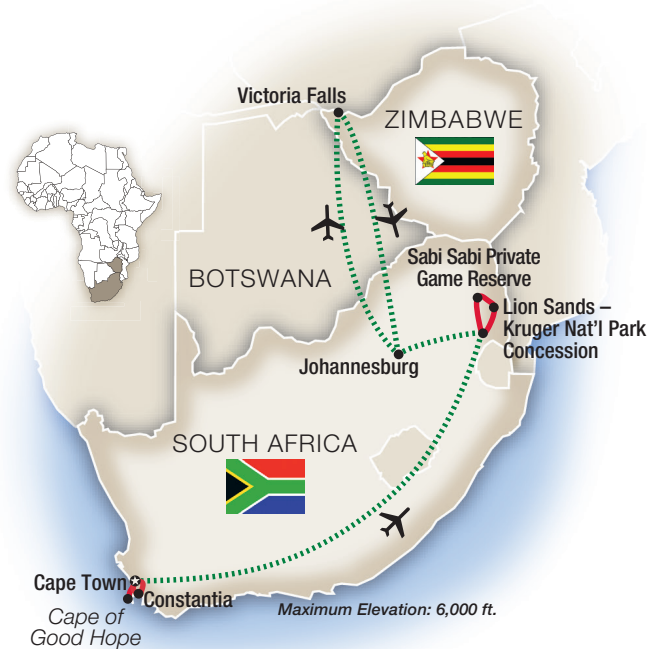 Victoria Falls
ZIMBABWE
Sabi Sabi Private
Game Reserve
BOTSWANA
Lion Sands –
Kruger Nat'l Park
Concession
Johannesburg
SOUTH AFRICA
Cape Town
Constantia
Cape of
Good Hope
Maximum Elevation: 6,000 ft.